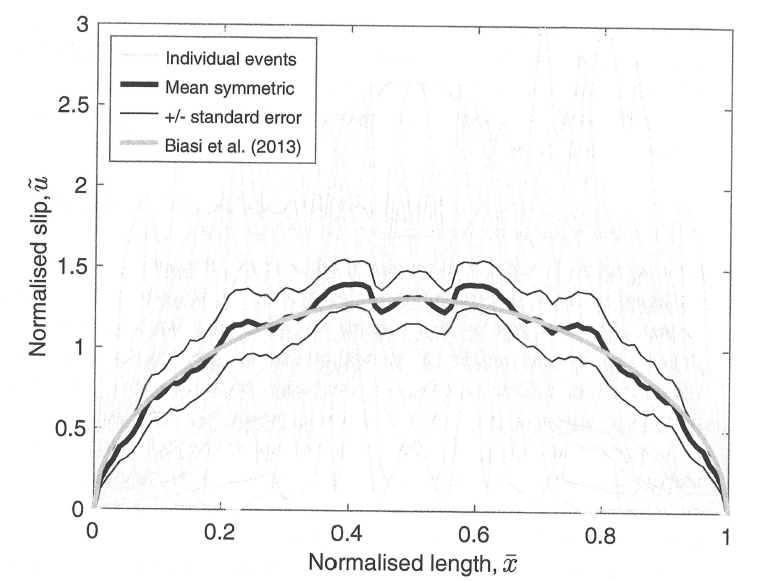 3
2.5
2
1.5
1
0.5
0
Normalised slip, ũ
Individual events
Mean symmetric
+/- standard error
Biasi et al. (2013)
0 0.2 0.4 0.6 0.8 1
Normalised length, x̄